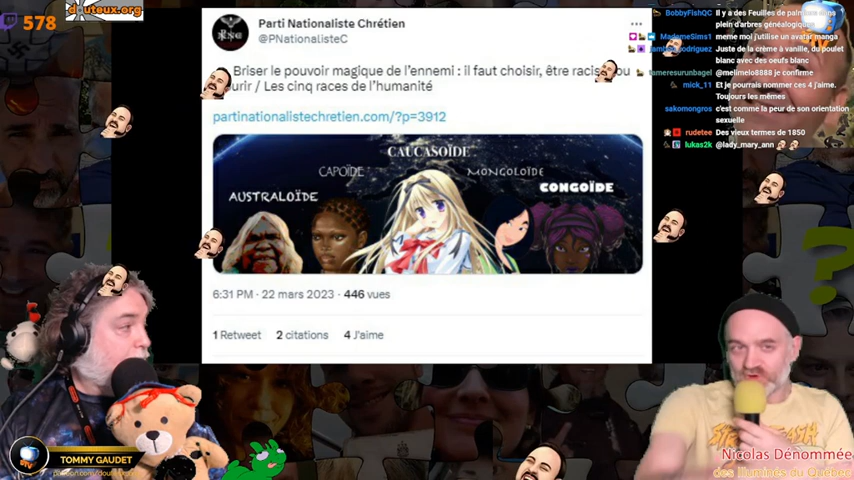 578
douteux.org
Parti Nationaliste Chrétien
@PNationalisteC
Briser le pouvoir magique de l'ennemi : il faut choisir, être
/ Les cinq races de l'humanité
partinationalistechretien.com/?p=3912
CAUCASOÏDE
CAPOÏDE
MONGOLOÏDE
AUSTRALOÏDE
CONGOÏDE
6:31 PM · 22 mars 2023 · 446 vues
1 Retweet 2 citations 4 J'aime
BobbyFishQC Il y a des Feuilles de palmiers dans
plein d'arbres généalogiques
MadameSims1
meme moi j'utilise un avatar manga
Juste de la crème à vanille, du poulet
blanc avec des oeufs blanc
@melimelo8888 je confirme
mick_11 Et je pourrais nommer ces 4 j'aime.
Toujours les mêmes
sakomongros c'est comme la peur de son orientation
sexuelle
rudetee Des vieux termes de 1850
lukas2k @lady_mary_ann
TOMMY GAUDET
Nicolas Dénommée
des Illuminés du Québec